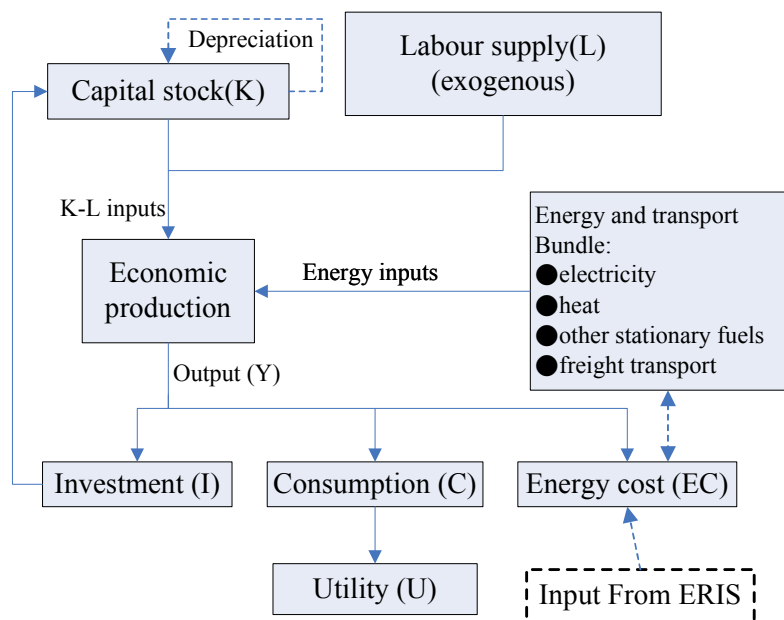 Depreciation
Capital stock(K)
Labour supply(L)
(exogenous)
K-L inputs
Energy and transport
Bundle:
●electricity
●heat
●other stationary fuels
●freight transport
Economic
production
Energy inputs
Output (Y)
Investment (I)
Consumption (C)
Energy cost (EC)
Utility (U)
Input From ERIS